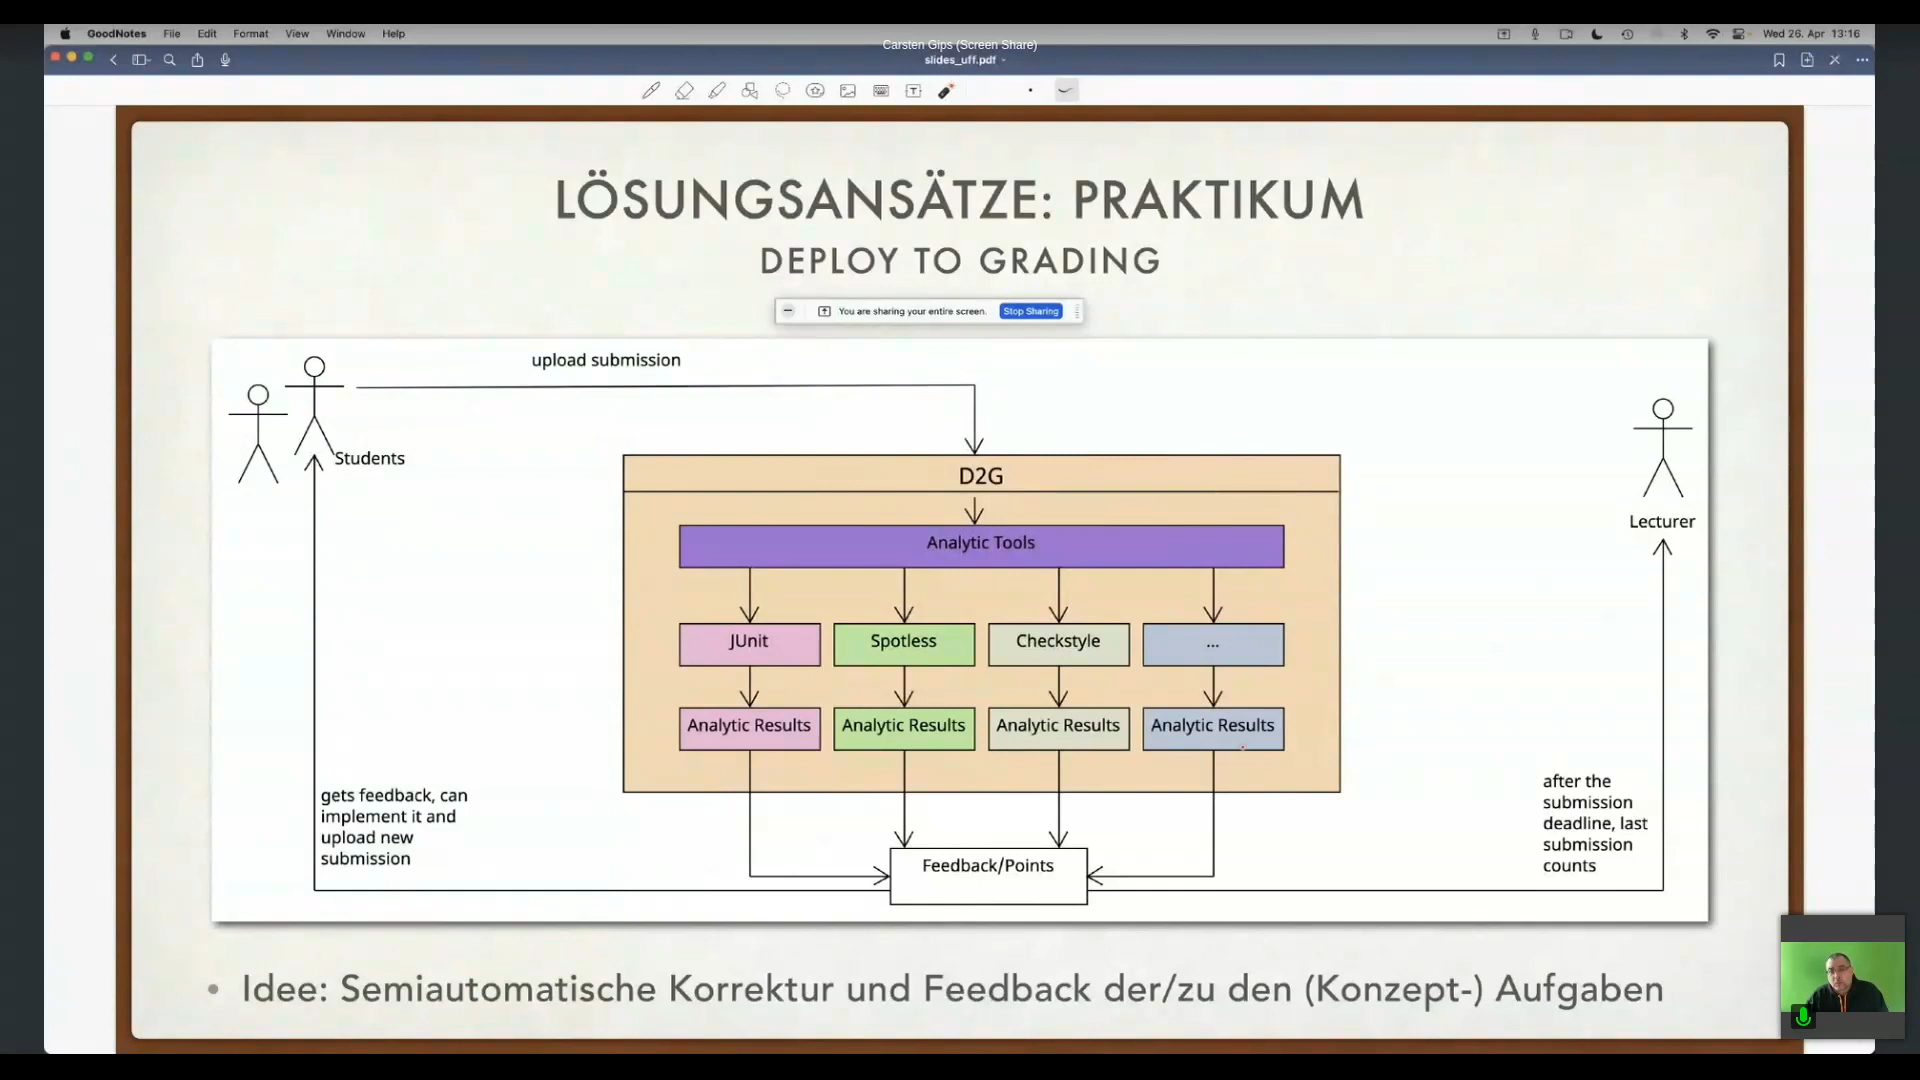 GoodNotes File Edit Format View Window Help
Wed 26. Apr 13:16
Carsten Gips (Screen Share)
slides_uff.pdf
LÖSUNGSANSÄTZE: PRAKTIKUM
DEPLOY TO GRADING
You are sharing your entire screen. Stop Sharing
upload submission
Students
D2G
Lecturer
Analytic Tools
JUnit Spotless Checkstyle ...
Analytic Results Analytic Results Analytic Results Analytic Results
gets feedback, can
implement it and
upload new
submission
after the
submission
deadline, last
submission
counts
Feedback/Points
• Idee: Semiautomatische Korrektur und Feedback der/zu den (Konzept-) Aufgaben